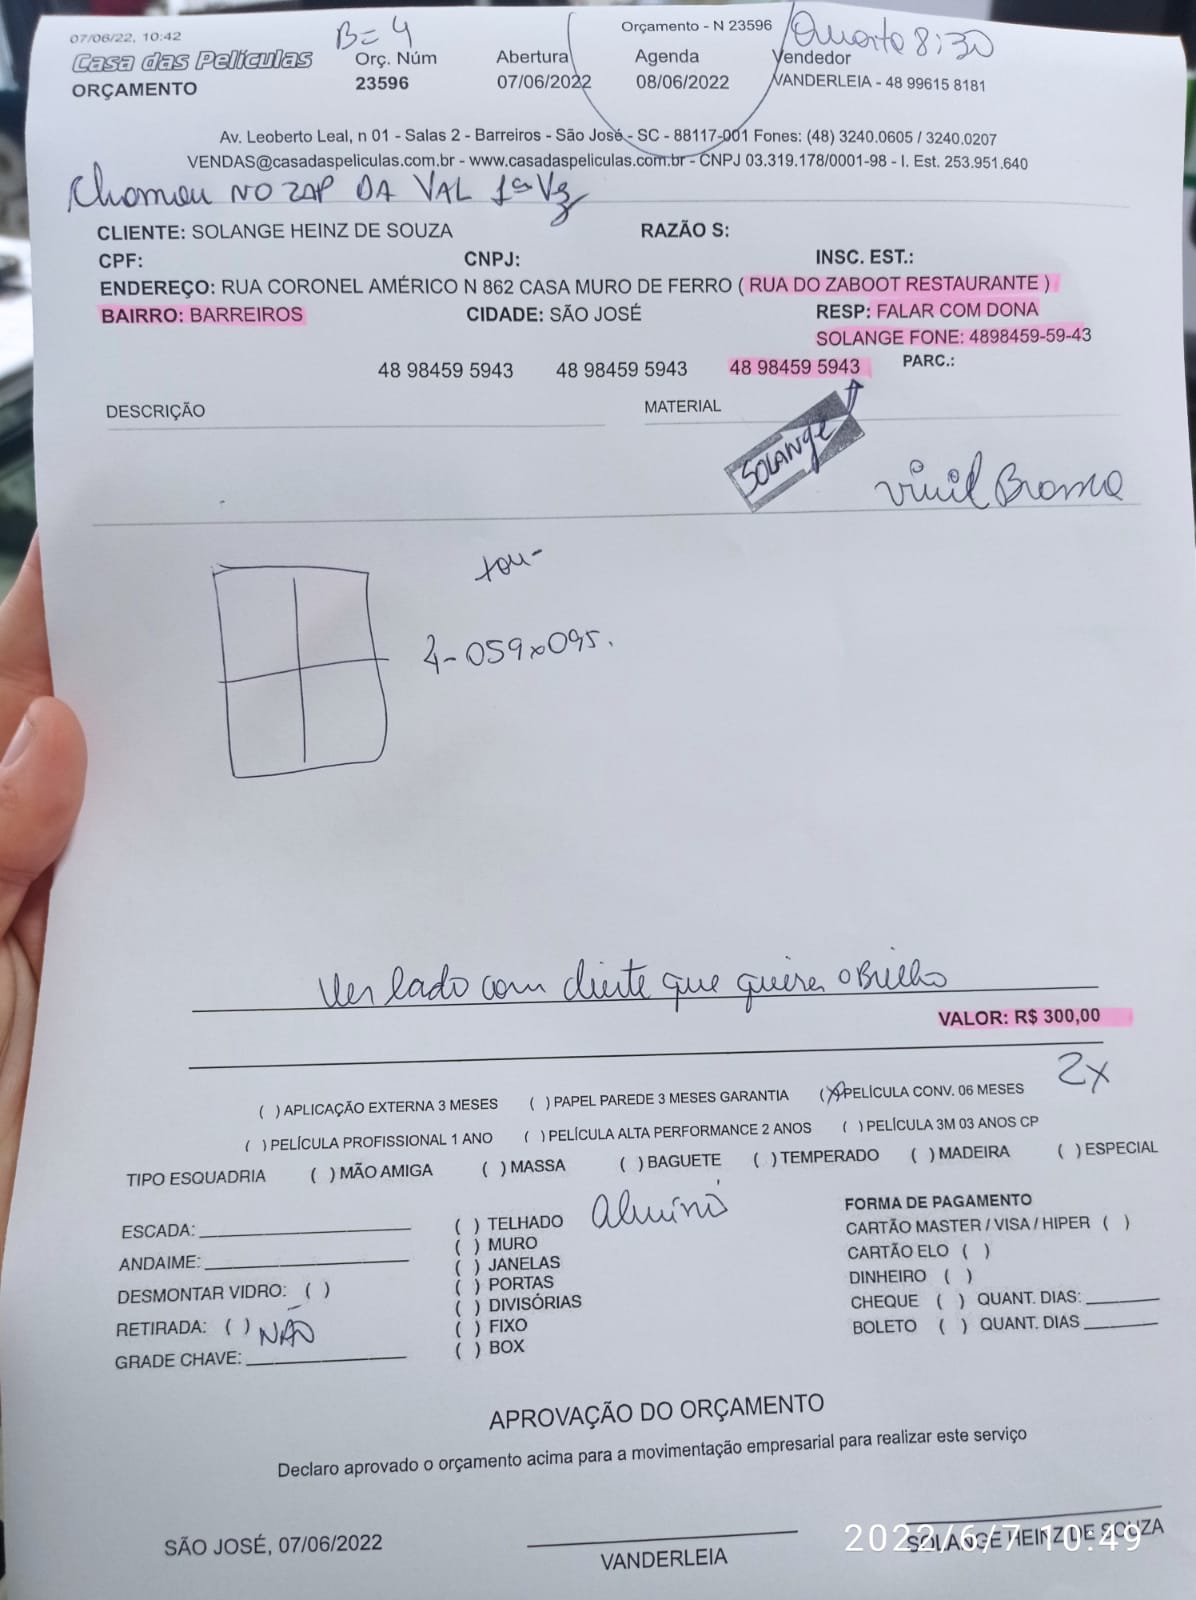 07/06/22, 10:42
B= 4
Orçamento - N 23596
Quarta 8:30
Casa das Películas
Orç. Núm
Abertura
Agenda
Vendedor
ORÇAMENTO
23596
07/06/2022
08/06/2022
VANDERLEIA - 48 99615 8181
Av. Leoberto Leal, n 01 - Salas 2 - Barreiros - São José - SC - 88117-001 Fones: (48) 3240.0605 / 3240.0207
VENDAS@casadaspeliculas.com.br - www.casadaspeliculas.com.br - CNPJ 03.319.178/0001-98 - I. Est. 253.951.640
Chamou NO ZAP DA VAL 1ª Vez
CLIENTE: SOLANGE HEINZ DE SOUZA
RAZÃO S:
CPF:
CNPJ:
INSC. EST.:
ENDEREÇO: RUA CORONEL AMÉRICO N 862 CASA MURO DE FERRO ( RUA DO ZABOOT RESTAURANTE )
BAIRRO: BARREIROS
CIDADE: SÃO JOSÉ
RESP: FALAR COM DONA
SOLANGE FONE: 4898459-59-43
48 98459 5943
48 98459 5943
48 98459 5943
PARC.:
DESCRIÇÃO
MATERIAL
SOLANGE
vinil Branco
4- 059x095.
Ver lado com cliente que quiser o Brilho
VALOR: R$ 300,00
2x
( ) APLICAÇÃO EXTERNA 3 MESES
( ) PAPEL PAREDE 3 MESES GARANTIA
(X) PELÍCULA CONV. 06 MESES
( ) PELÍCULA PROFISSIONAL 1 ANO
( ) PELÍCULA ALTA PERFORMANCE 2 ANOS
( ) PELÍCULA 3M 03 ANOS CP
TIPO ESQUADRIA
( ) MÃO AMIGA
( ) MASSA
( ) BAGUETE
( ) TEMPERADO
( ) MADEIRA
( ) ESPECIAL
ESCADA:
( ) TELHADO
FORMA DE PAGAMENTO
( ) MURO
CARTÃO MASTER / VISA / HIPER ( )
ANDAIME:
( ) JANELAS
CARTÃO ELO ( )
DESMONTAR VIDRO: ( )
( ) PORTAS
DINHEIRO ( )
( ) DIVISÓRIAS
CHEQUE ( ) QUANT. DIAS:
RETIRADA: ( ) NÃO
( ) FIXO
BOLETO ( ) QUANT. DIAS
GRADE CHAVE:
( ) BOX
APROVAÇÃO DO ORÇAMENTO
Declaro aprovado o orçamento acima para a movimentação empresarial para realizar este serviço
SÃO JOSÉ, 07/06/2022
VANDERLEIA
SOLANGE HEINZ DE SOUZA
2022/6/7 10:49